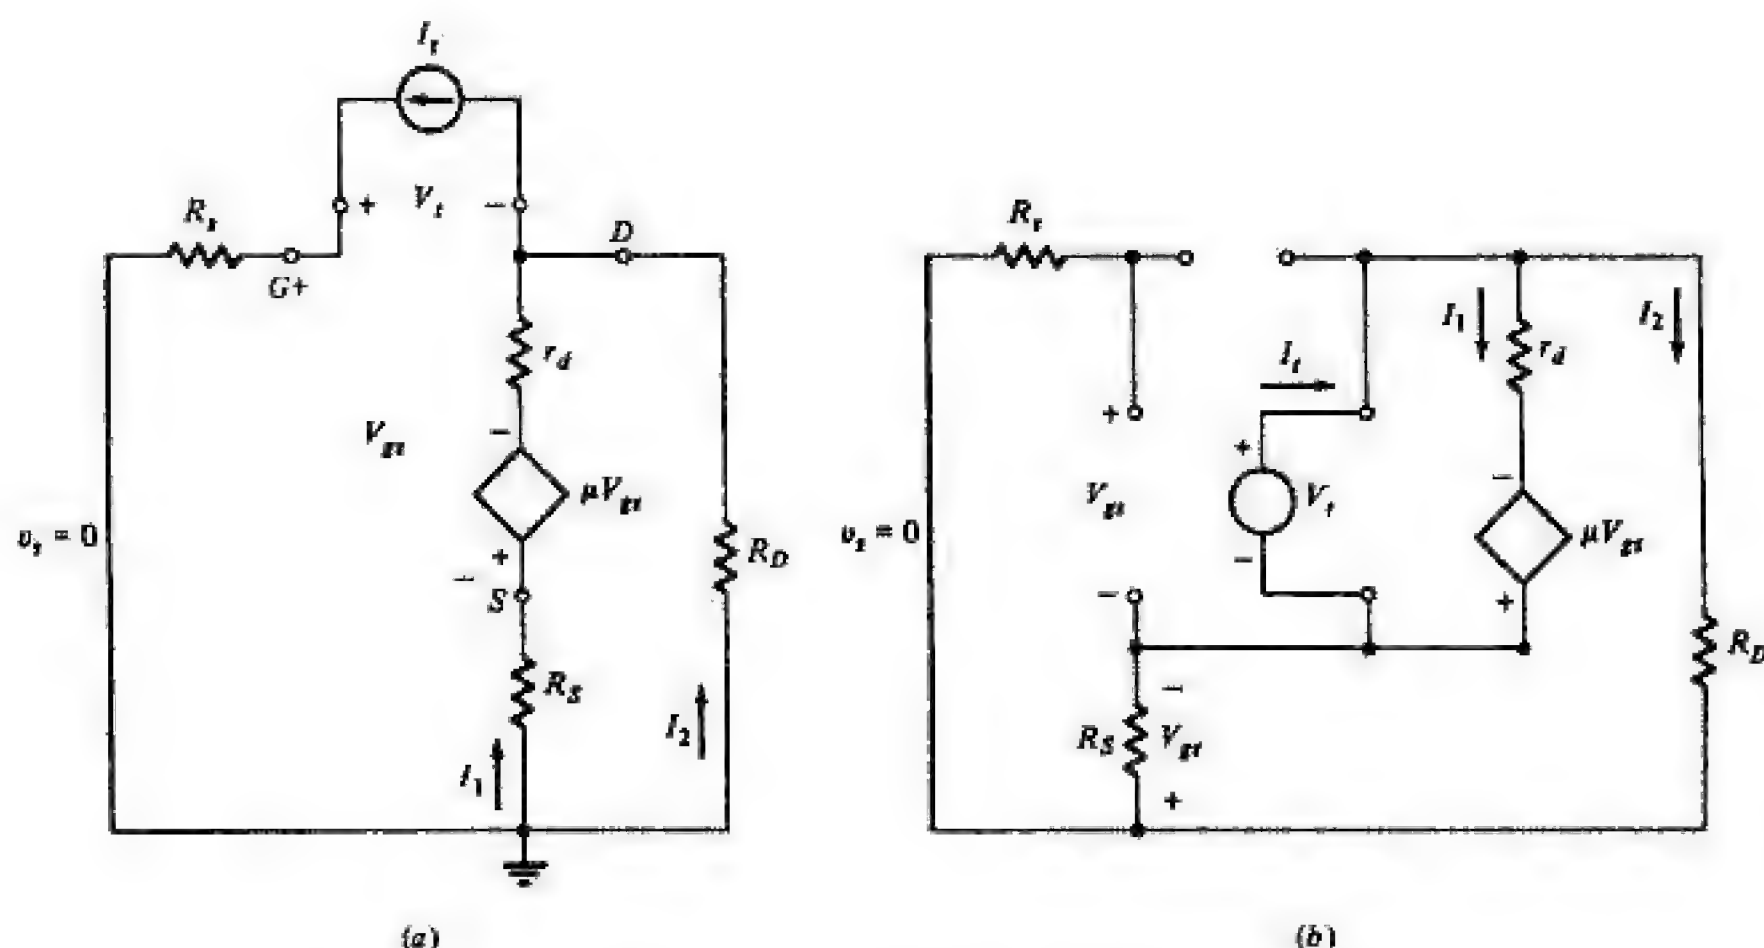 I_t
R_s
+ V_t −
G+
D
r_d
V_gs
−
μV_gs
v_s = 0
+
−
S
R_D
R_S
I_2
I_1
(a)
R_s
I_1
I_2
r_d
I_t
+
+
V_gs
V_t
−
μV_gs
v_s = 0
−
−
+
R_D
−
R_S
V_gs
+
(b)